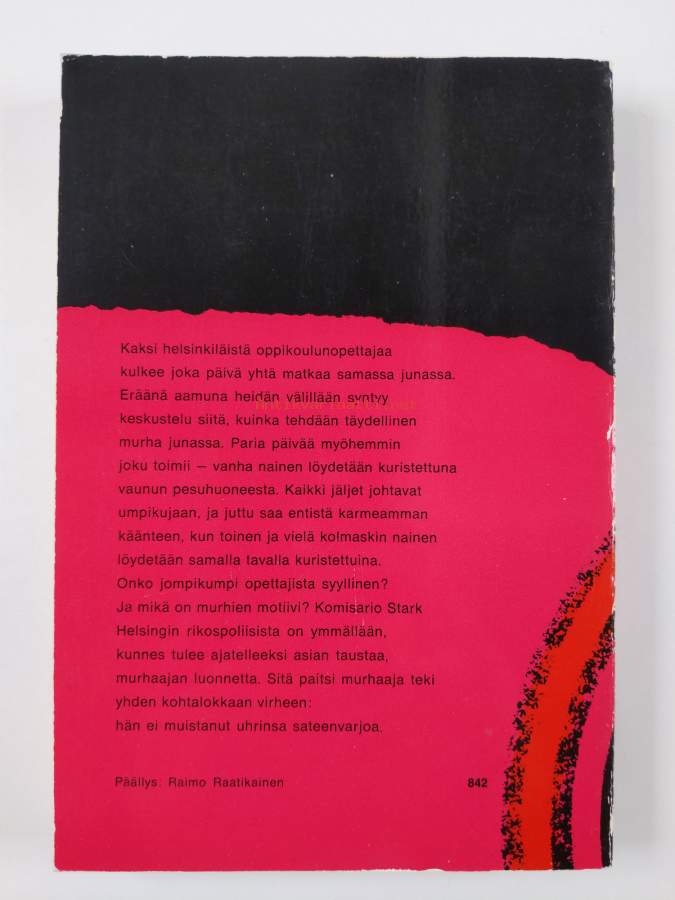 Kaksi helsinkiläistä oppikoulunopettajaa
kulkee joka päivä yhtä matkaa samassa junassa.
Eräänä aamuna heidän välillään syntyy
keskustelu siitä, kuinka tehdään täydellinen
murha junassa. Paria päivää myöhemmin
joku toimii – vanha nainen löydetään kuristettuna
vaunun pesuhuoneesta. Kaikki jäljet johtavat
umpikujaan, ja juttu saa entistä karmeamman
käänteen, kun toinen ja vielä kolmaskin nainen
löydetään samalla tavalla kuristettuina.
Onko jompikumpi opettajista syyllinen?
Ja mikä on murhien motiivi? Komisario Stark
Helsingin rikospoliisista on ymmällään,
kunnes tulee ajatelleeksi asian taustaa,
murhaajan luonnetta. Sitä paitsi murhaaja teki
yhden kohtalokkaan virheen:
hän ei muistanut uhrinsa sateenvarjoa.
Päällys: Raimo Raatikainen 842